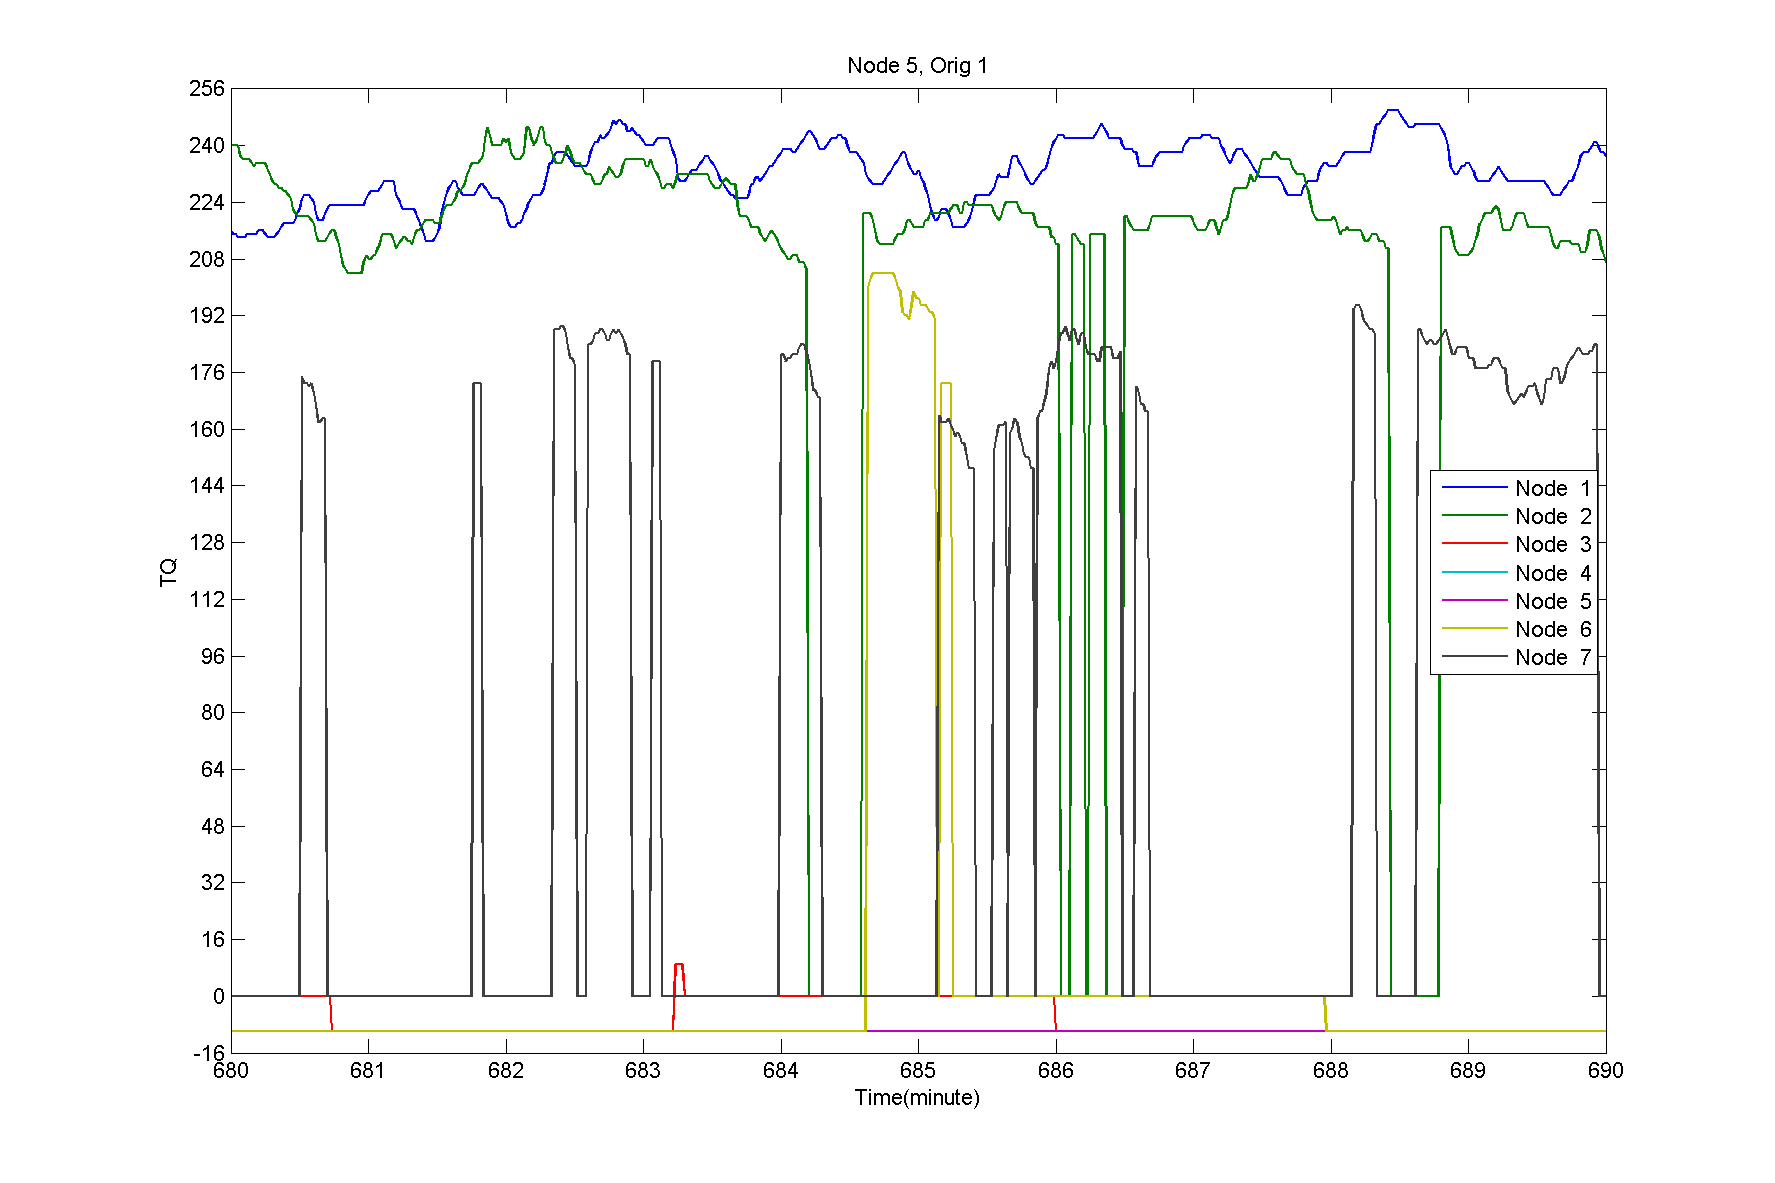 Node 5, Orig 1
256
240
224
208
192
176
160
144
128
112
96
80
64
48
32
16
0
-16
TQ
Node 1
Node 2
Node 3
Node 4
Node 5
Node 6
Node 7
680 681 682 683 684 685 686 687 688 689 690
Time(minute)